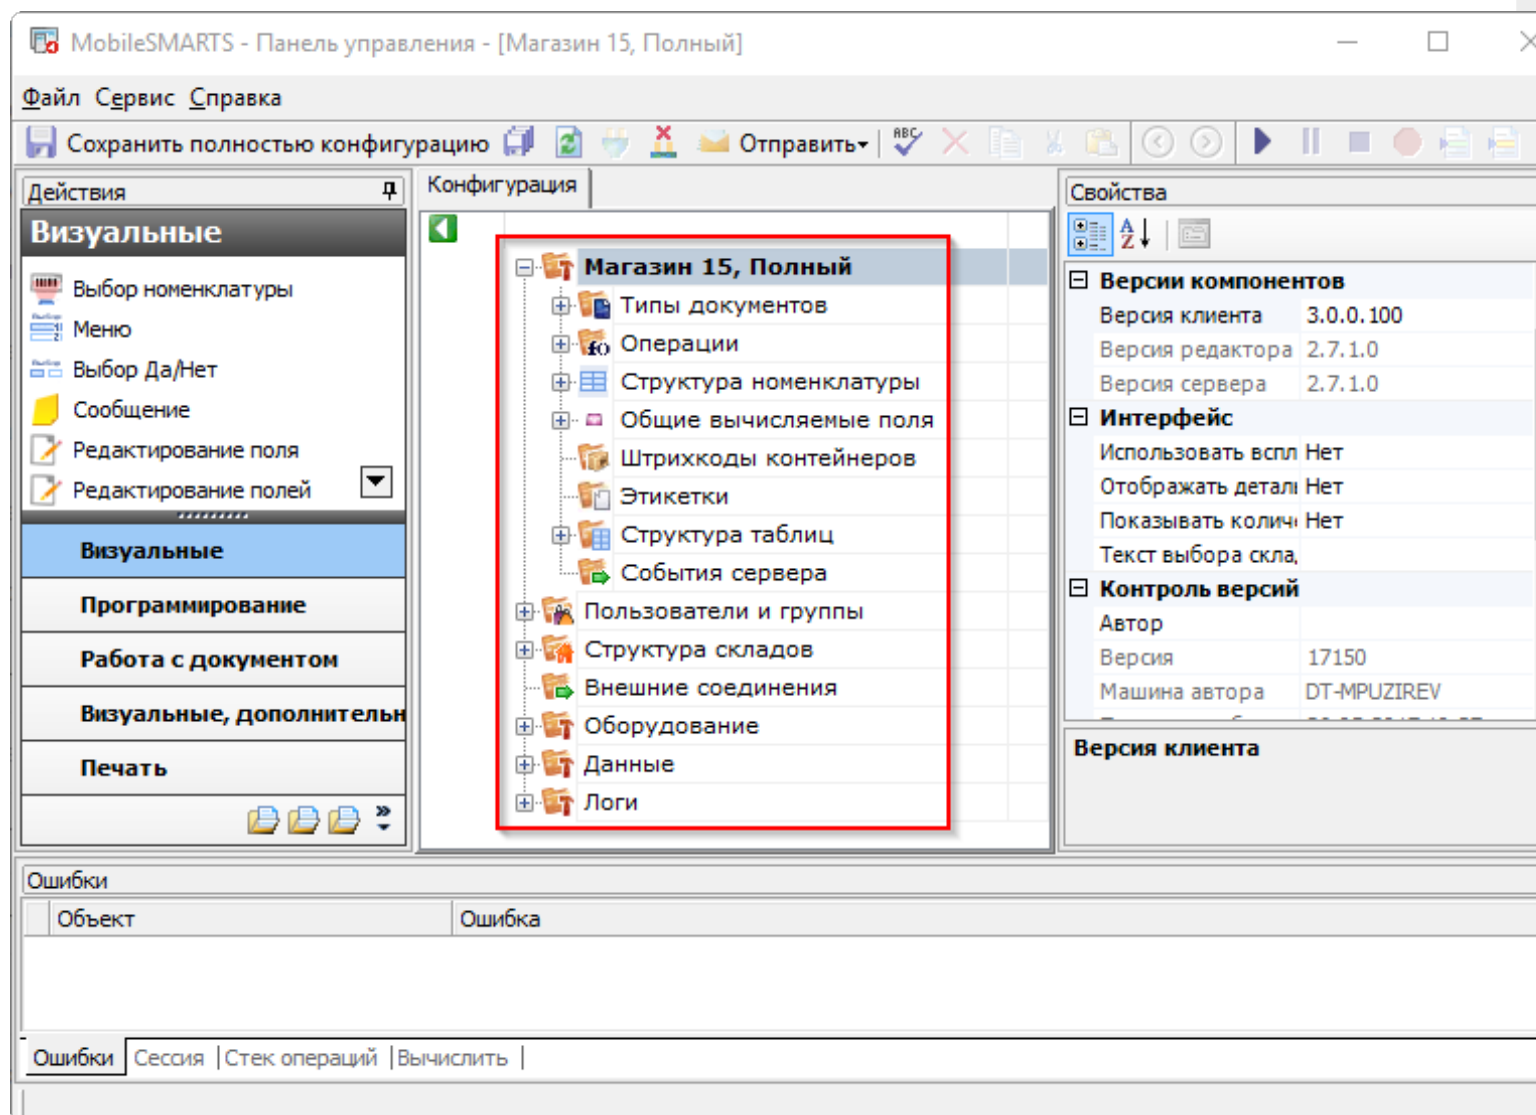 MobileSMARTS - Панель управления - [Магазин 15, Полный]
Файл Сервис Справка
Сохранить полностью конфигурацию Отправить ABC
Действия
Визуальные
Выбор номенклатуры
Меню
Выбор Да/Нет
Сообщение
Редактирование поля
Редактирование полей
Визуальные
Программирование
Работа с документом
Визуальные, дополнительн
Печать
Конфигурация
Магазин 15, Полный
Типы документов
Операции
Структура номенклатуры
Общие вычисляемые поля
Штрихкоды контейнеров
Этикетки
Структура таблиц
События сервера
Пользователи и группы
Структура складов
Внешние соединения
Оборудование
Данные
Логи
Свойства
Версии компонентов
Версия клиента 3.0.0.100
Версия редактора 2.7.1.0
Версия сервера 2.7.1.0
Интерфейс
Использовать вспл Нет
Отображать детал Нет
Показывать колич Нет
Текст выбора скла
Контроль версий
Автор
Версия 17150
Машина автора DT-MPUZIREV
Версия клиента
Ошибки
Объект Ошибка
Ошибки Сессия Стек операций Вычислить